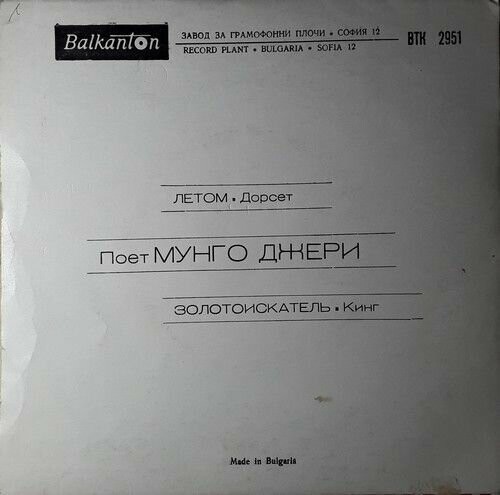 Balkanton
ЗАВОД ЗА ГРАМОФОННИ ПЛОЧИ • СОФИЯ 12
RECORD PLANT • BULGARIA • SOFIA 12
ВТК 2951
ЛЕТОМ • Дорсет
Поет МУНГО ДЖЕРИ
ЗОЛОТОИСКАТЕЛЬ • Кинг
Made in Bulgaria